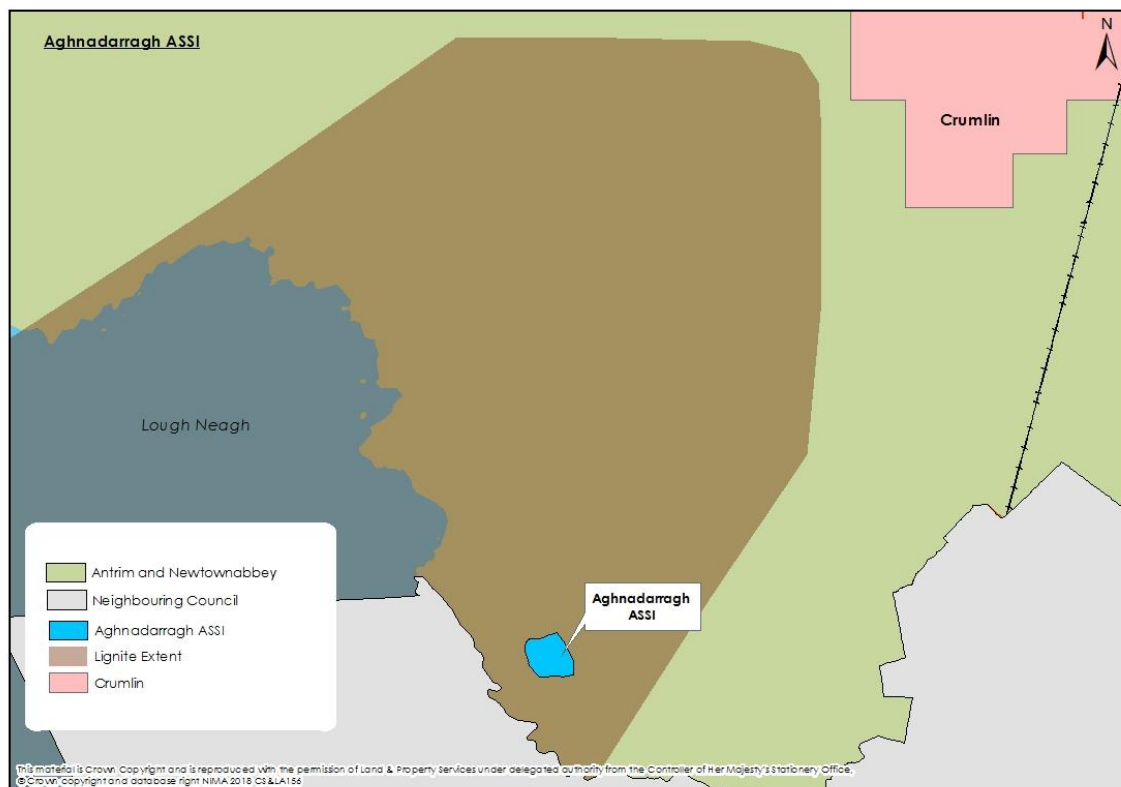 Aghnadarragh ASSI
N
Crumlin
Lough Neagh
Aghnadarragh
ASSI
Antrim and Newtownabbey
Neighbouring Council
Aghnadarragh ASSI
Lignite Extent
Crumlin
This material is Crown Copyright and is reproduced with the permission of Land & Property Services under delegated authority from the Controller of Her Majesty's Stationery Office,
© Crown copyright and database right NIMA 2018 CS&LA156